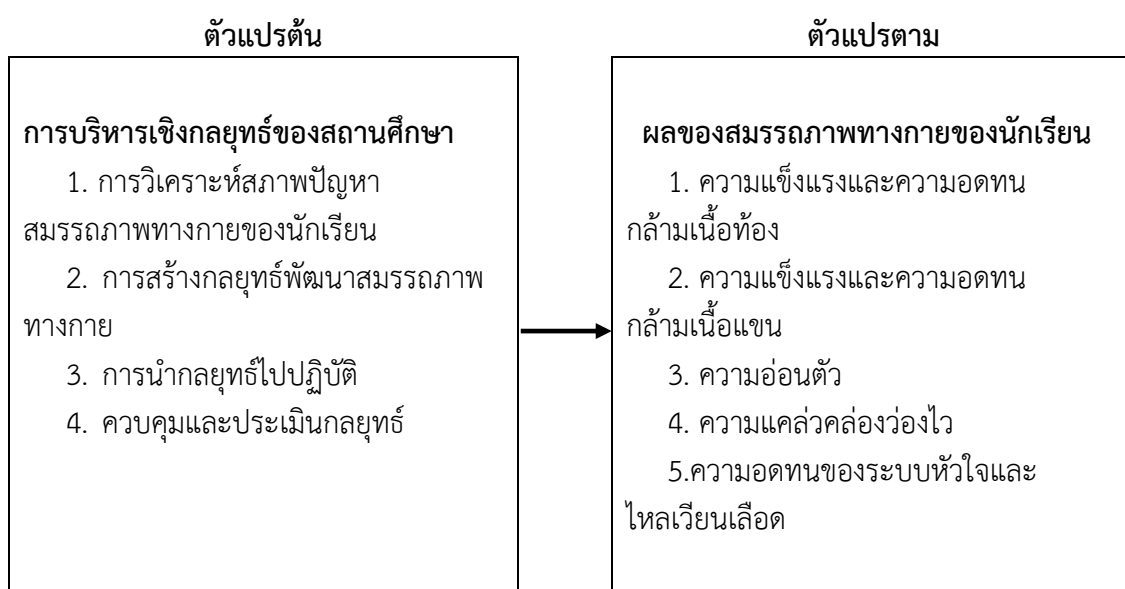 ตัวแปรต้น
การบริหารเชิงกลยุทธ์ของสถานศึกษา
1. การวิเคราะห์สภาพปัญหา
สมรรถภาพทางกายของนักเรียน
2. การสร้างกลยุทธ์พัฒนาสมรรถภาพ
ทางกาย
3. การนำกลยุทธ์ไปปฏิบัติ
4. ควบคุมและประเมินกลยุทธ์
ตัวแปรตาม
ผลของสมรรถภาพทางกายของนักเรียน
1. ความแข็งแรงและความอดทน
กล้ามเนื้อท้อง
2. ความแข็งแรงและความอดทน
กล้ามเนื้อแขน
3. ความอ่อนตัว
4. ความแคล่วคล่องว่องไว
5.ความอดทนของระบบหัวใจและ
ไหลเวียนเลือด